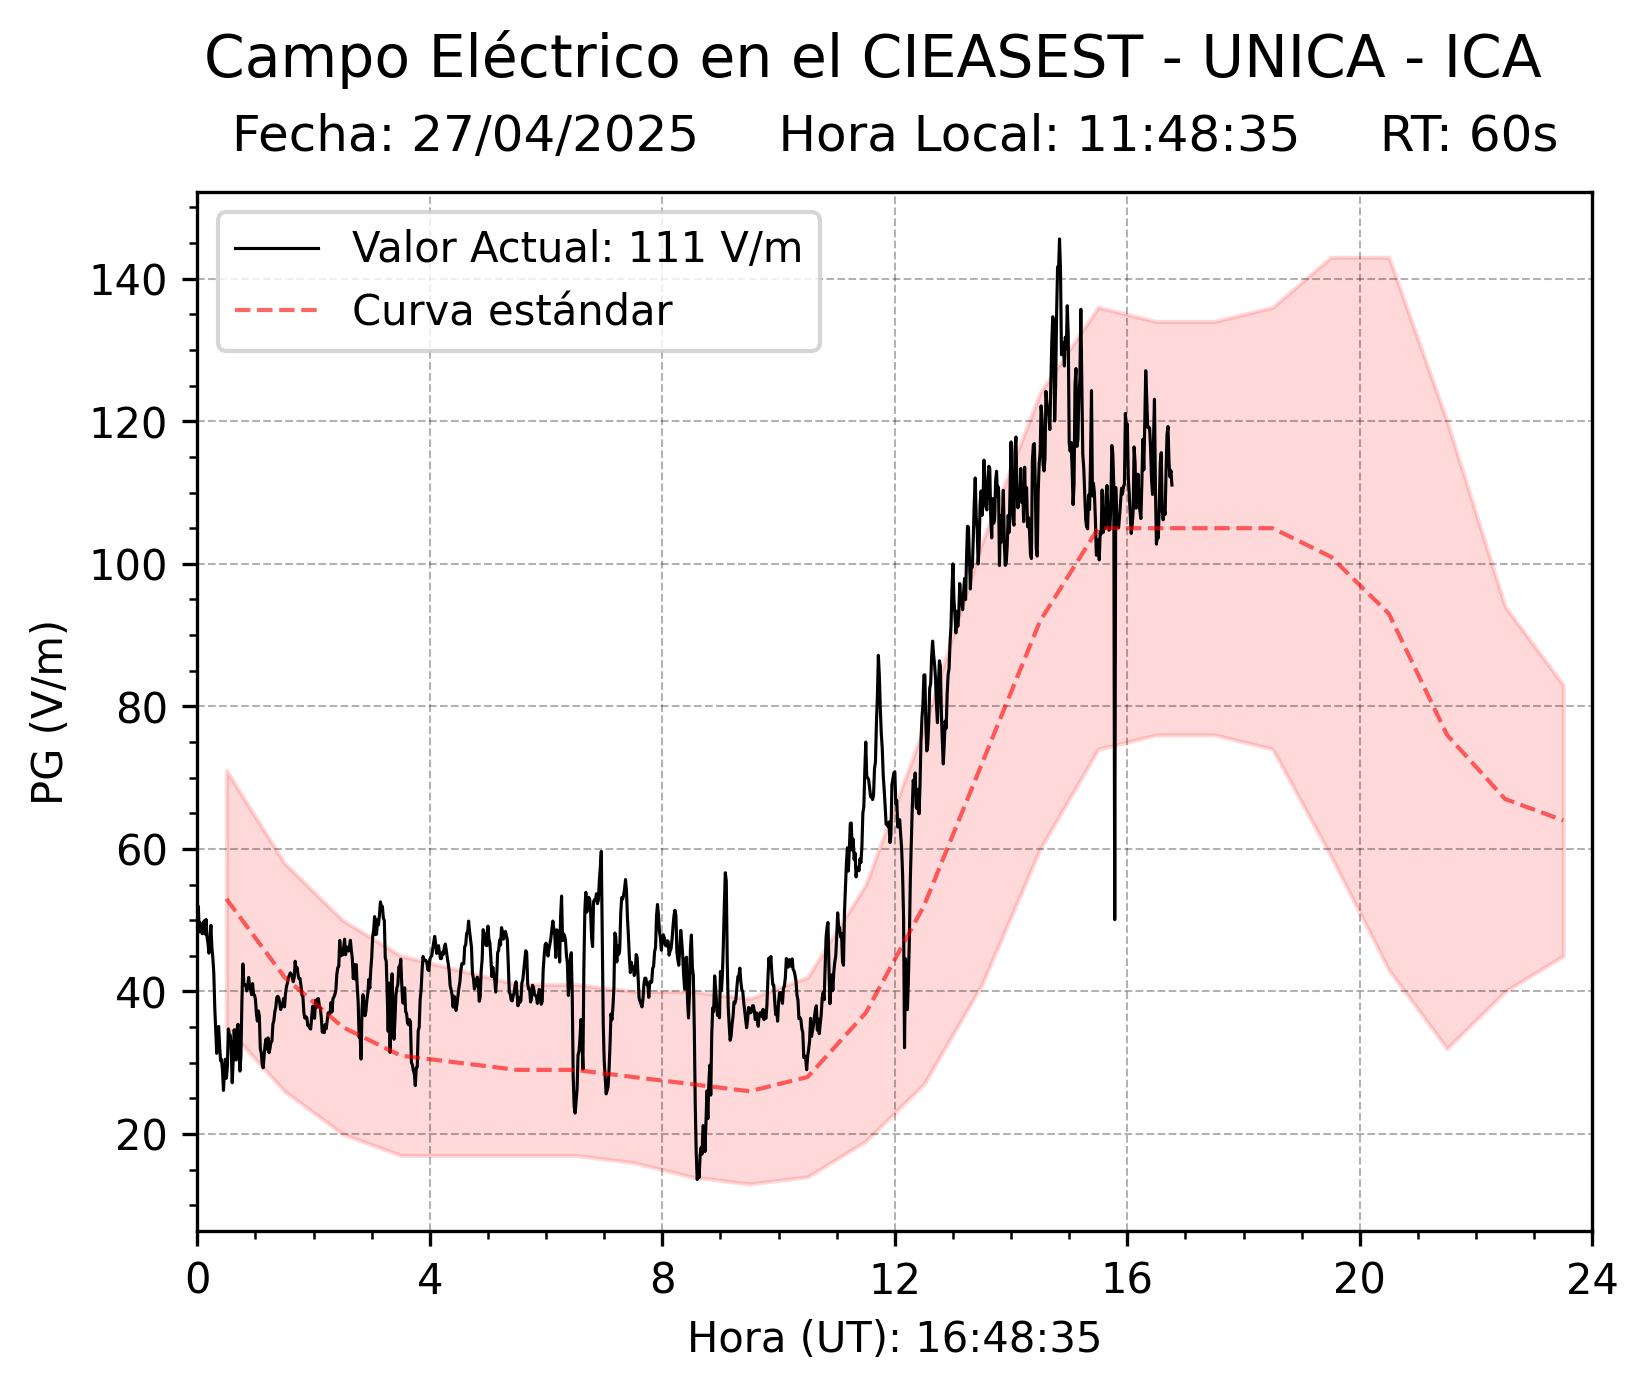 Campo Eléctrico en el CIEASEST - UNICA - ICA
Fecha: 27/04/2025 Hora Local: 11:48:35 RT: 60s
Valor Actual: 111 V/m
Curva estándar
PG (V/m)
140
120
100
80
60
40
20
0 4 8 12 16 20 24
Hora (UT): 16:48:35